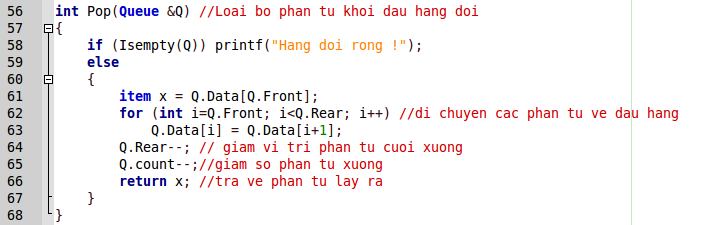 56 int Pop(Queue &Q) //Loai bo phan tu khoi dau hang doi
57 {
58     if (Isempty(Q)) printf("Hang doi rong !");
59     else
60     {
61         item x = Q.Data[Q.Front];
62         for (int i=Q.Front; i<Q.Rear; i++) //di chuyen cac phan tu ve dau hang
63             Q.Data[i] = Q.Data[i+1];
64         Q.Rear--; // giam vi tri phan tu cuoi xuong
65         Q.count--;//giam so phan tu xuong
66         return x; //tra ve phan tu lay ra
67     }
68 }